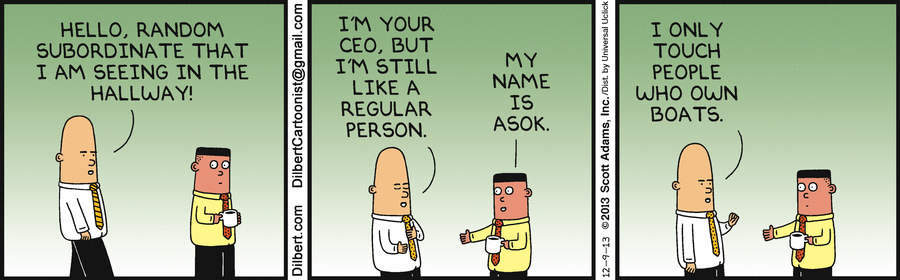 HELLO, RANDOM
SUBORDINATE THAT
I AM SEEING IN THE
HALLWAY!
Dilbert.com DilbertCartoonist@gmail.com
I'M YOUR
CEO, BUT
I'M STILL
LIKE A
REGULAR
PERSON.
MY
NAME
IS
ASOK.
12-9-13 © 2013 Scott Adams, Inc. /Dist. by Universal Uclick
I ONLY
TOUCH
PEOPLE
WHO OWN
BOATS.